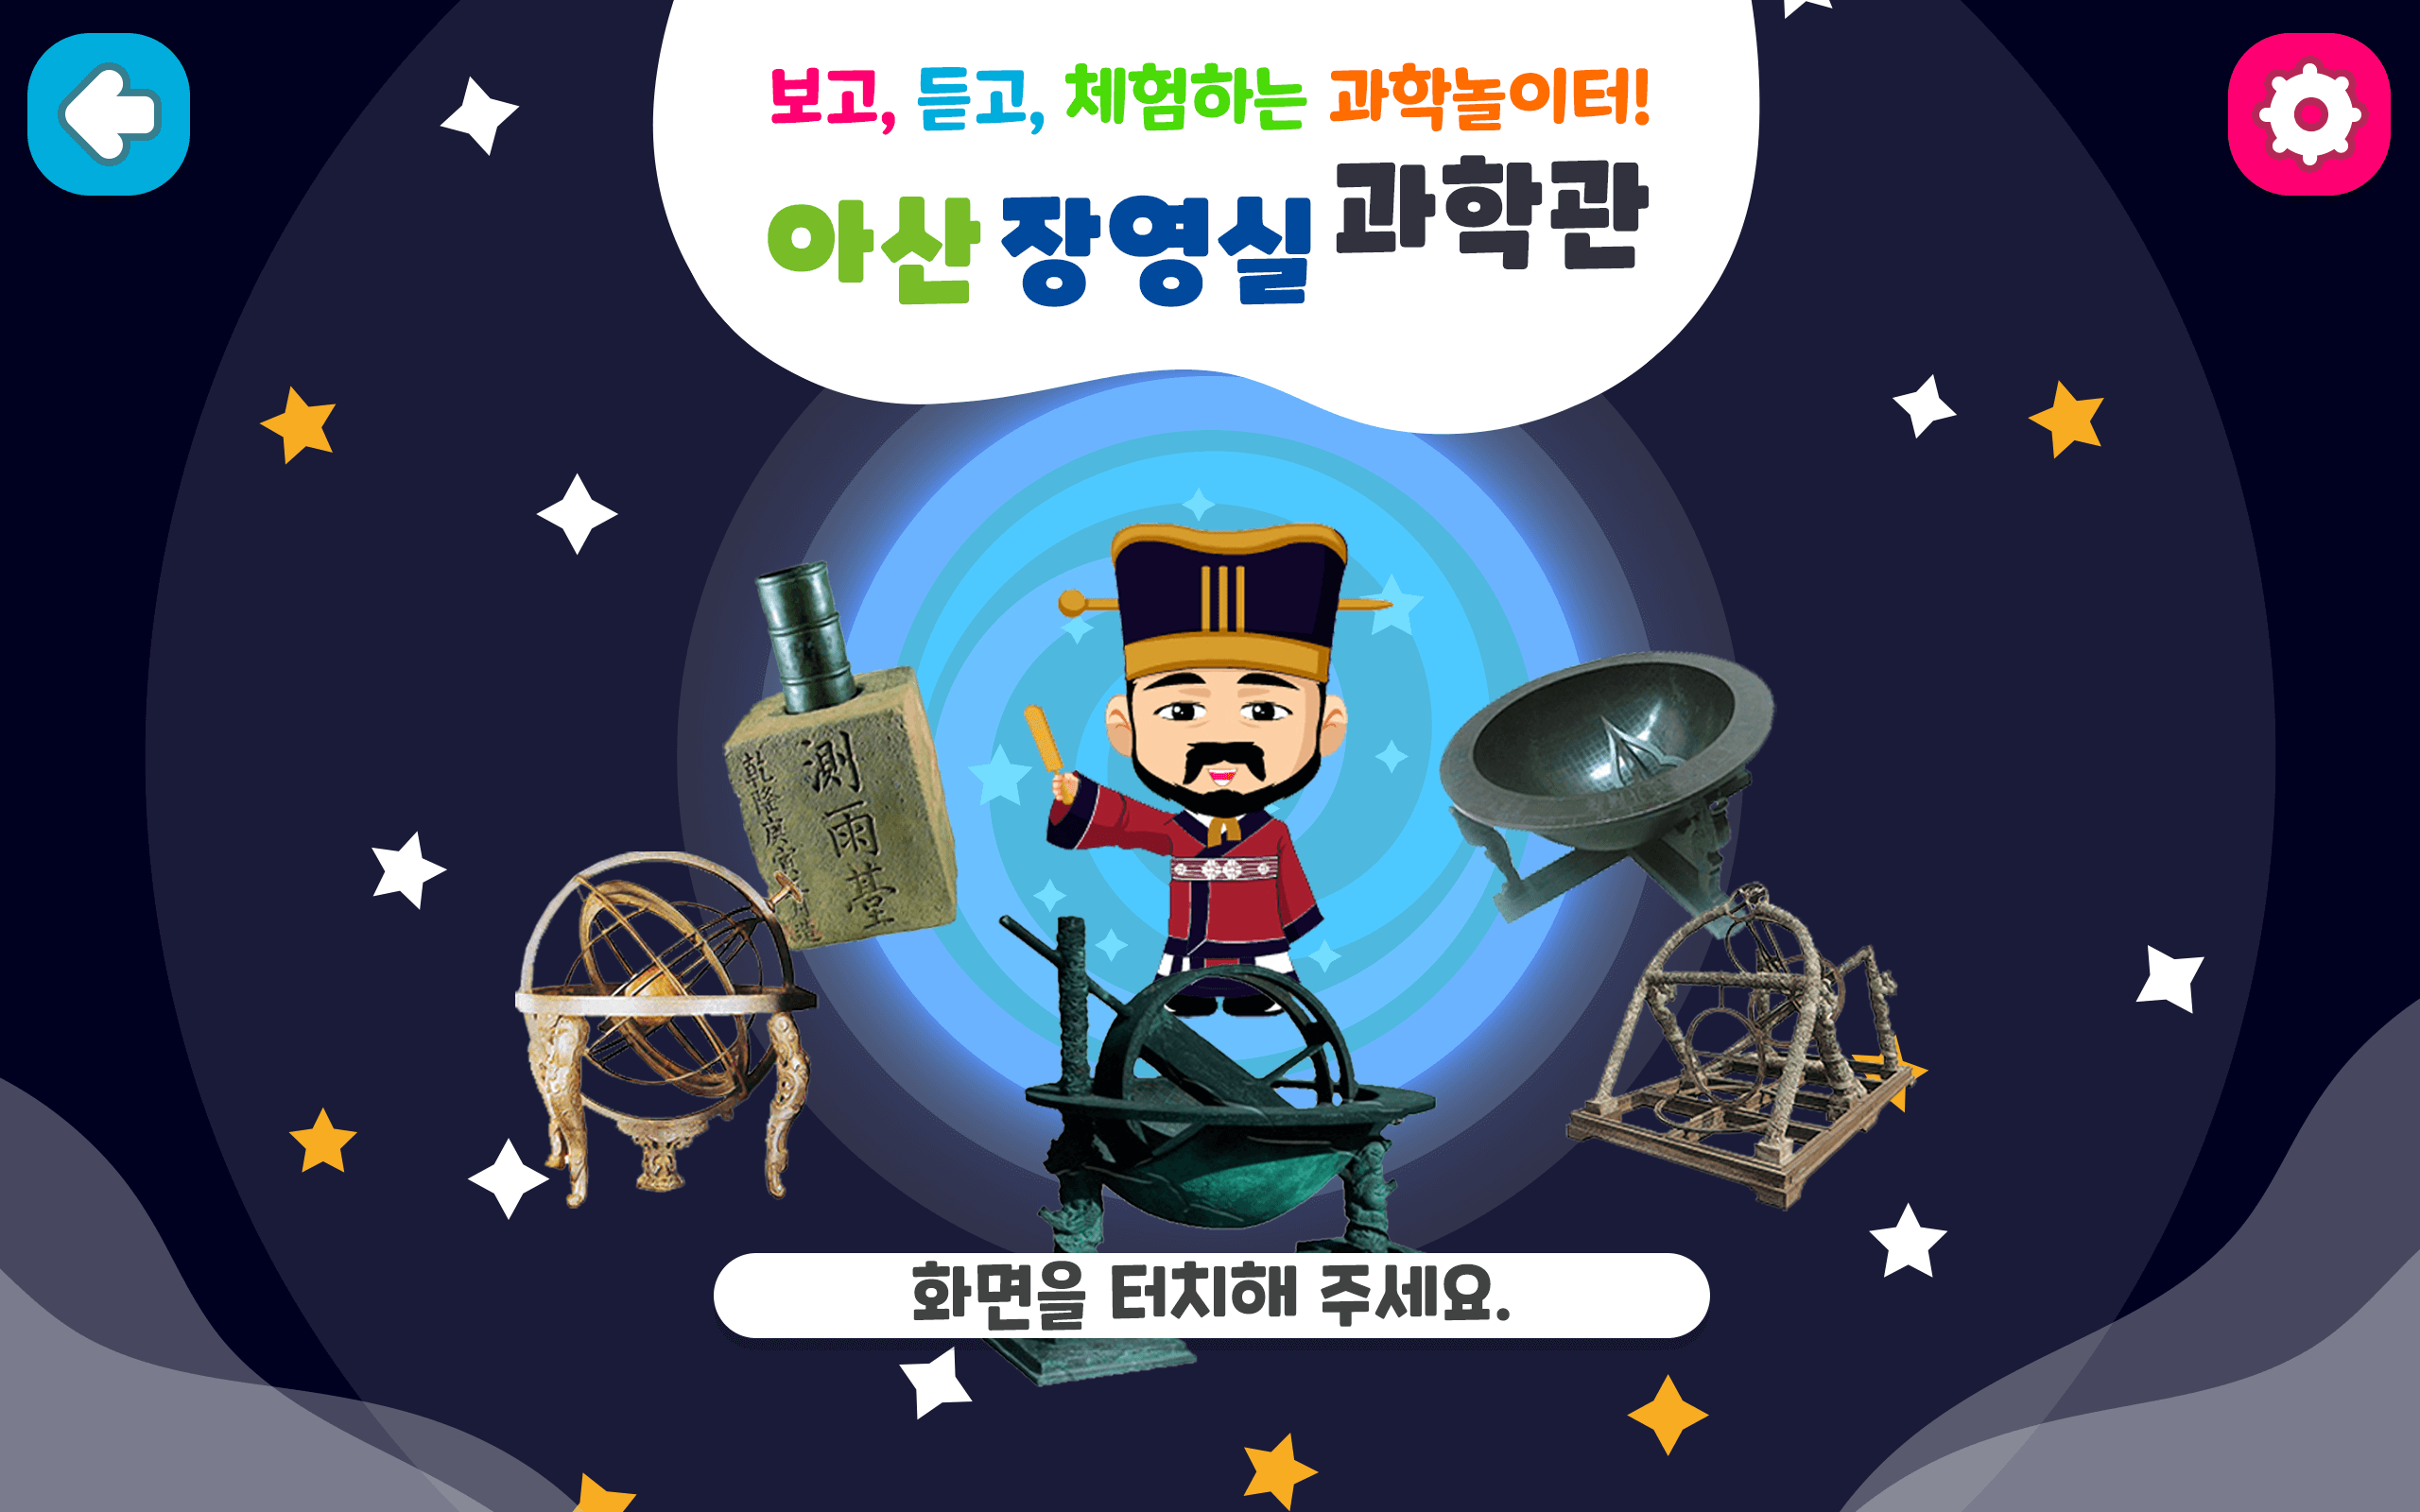 보고, 듣고, 체험하는 과학놀이터!
아산 장영실 과학관
測雨臺
화면을 터치해 주세요.